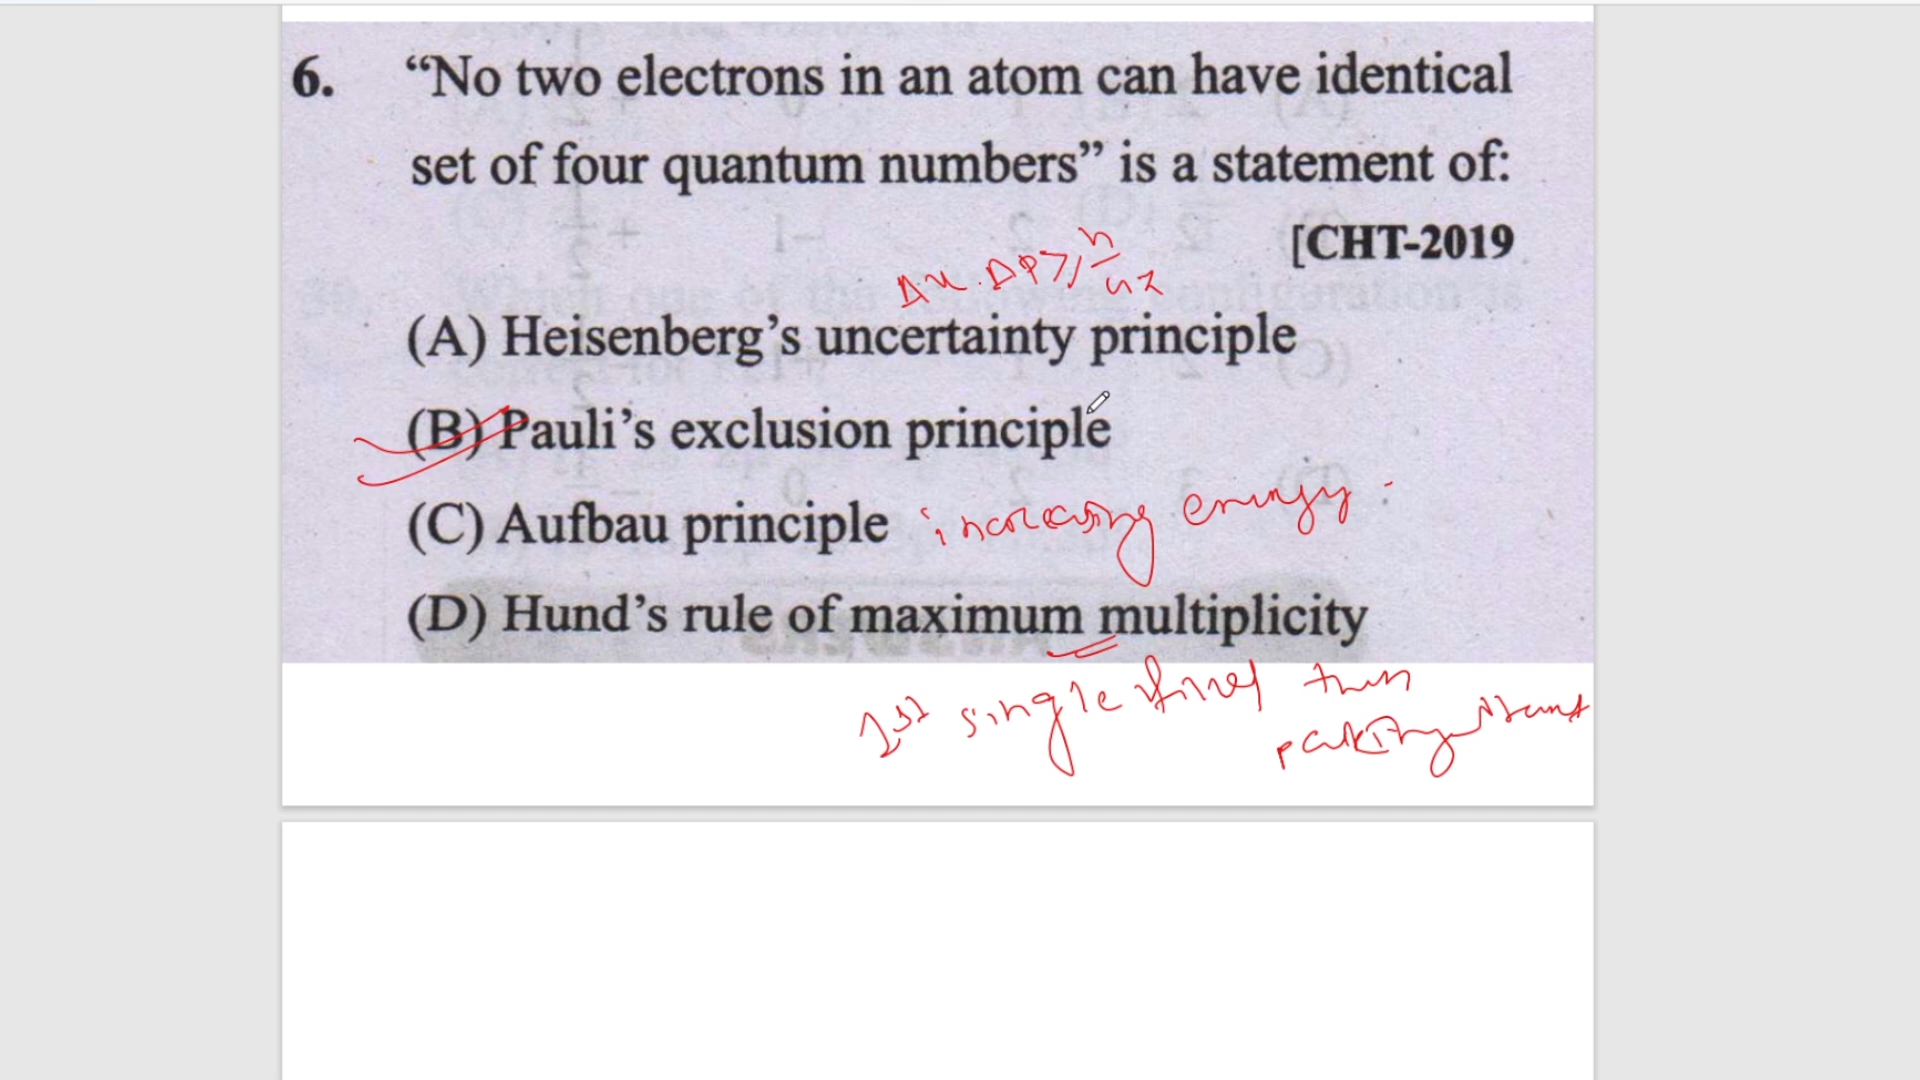 6. “No two electrons in an atom can have identical
set of four quantum numbers” is a statement of:
[CHT-2019
Δx.Δp≥h/4π
(A) Heisenberg’s uncertainty principle
(B) Pauli’s exclusion principle
(C) Aufbau principle increasing energy.
(D) Hund’s rule of maximum multiplicity
1st single filled then
start